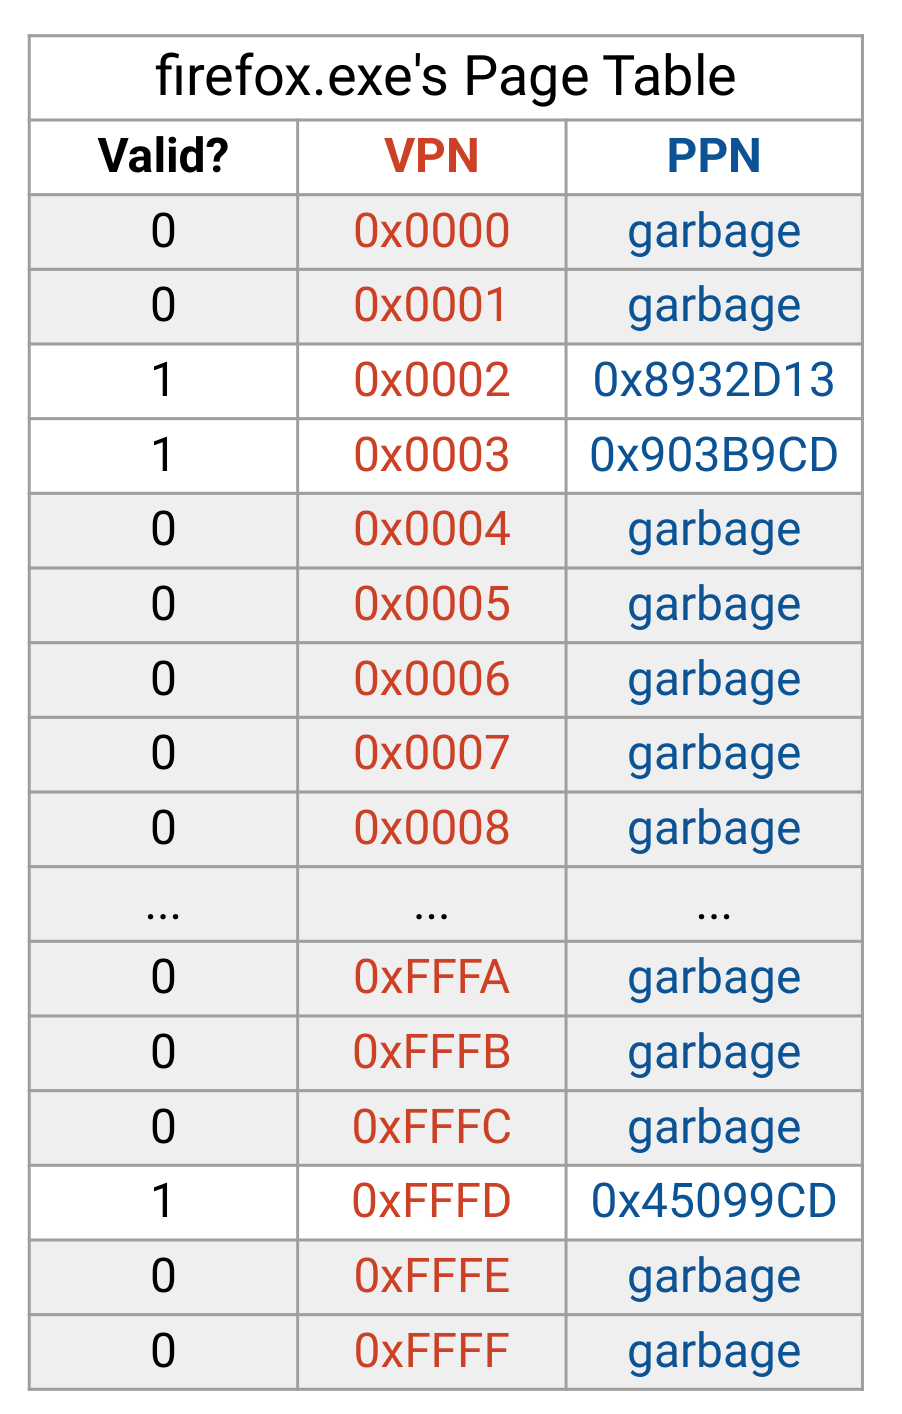 firefox.exe's Page Table
Valid? VPN PPN
0 0x0000 garbage
0 0x0001 garbage
1 0x0002 0x8932D13
1 0x0003 0x903B9CD
0 0x0004 garbage
0 0x0005 garbage
0 0x0006 garbage
0 0x0007 garbage
0 0x0008 garbage
... ... ...
0 0xFFFA garbage
0 0xFFFB garbage
0 0xFFFC garbage
1 0xFFFD 0x45099CD
0 0xFFFE garbage
0 0xFFFF garbage